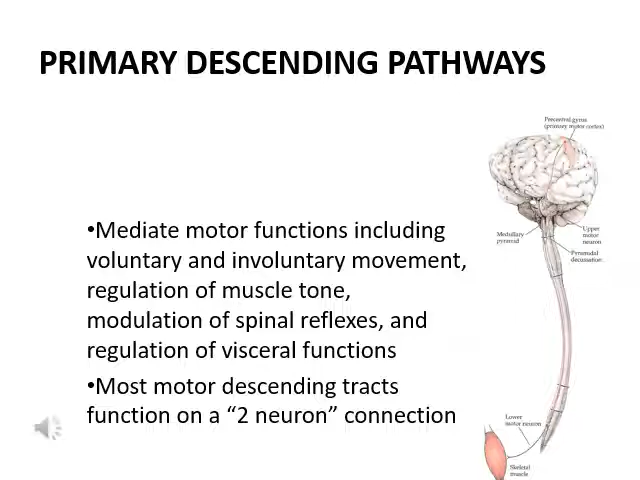 PRIMARY DESCENDING PATHWAYS
Precentral gyrus
(primary motor cortex)
•Mediate motor functions including
voluntary and involuntary movement,
regulation of muscle tone,
modulation of spinal reflexes, and
regulation of visceral functions
•Most motor descending tracts
function on a “2 neuron” connection
Medullary
pyramid
Upper
motor
neuron
Pyramidal
decussation
Lower
motor neuron
Skeletal
muscle